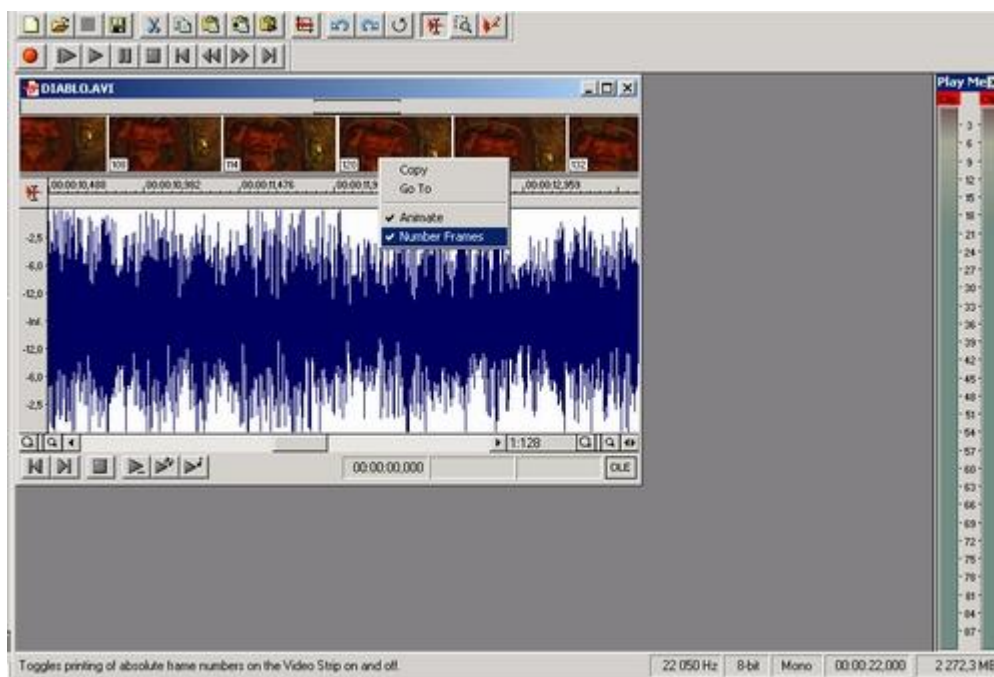 DIABLO.AVI
Play Me
108
114
120
132
Copy
Go To
Animate
Number Frames
00:00:10,488 ,00:00:10,982 ,00:00:11,476 ,00:00:11,9 ,00:00:12,959
-2,5
-6,0
-12,0
-Inf.
-12,0
-6,0
-2,5
1:128
00:00:00,000
OLE
- 3 -
- 6 -
- 9 -
- 12 -
- 15 -
- 18 -
- 21 -
- 24 -
- 27 -
- 30 -
- 33 -
- 36 -
- 39 -
- 42 -
- 45 -
- 48 -
- 51 -
- 54 -
- 57 -
- 60 -
- 63 -
- 66 -
- 69 -
- 72 -
- 75 -
- 78 -
- 81 -
- 84 -
- 87 -
Toggles printing of absolute frame numbers on the Video Strip on and off.
22 050 Hz 8-bit Mono 00:00:22,000 2 272,3 MB